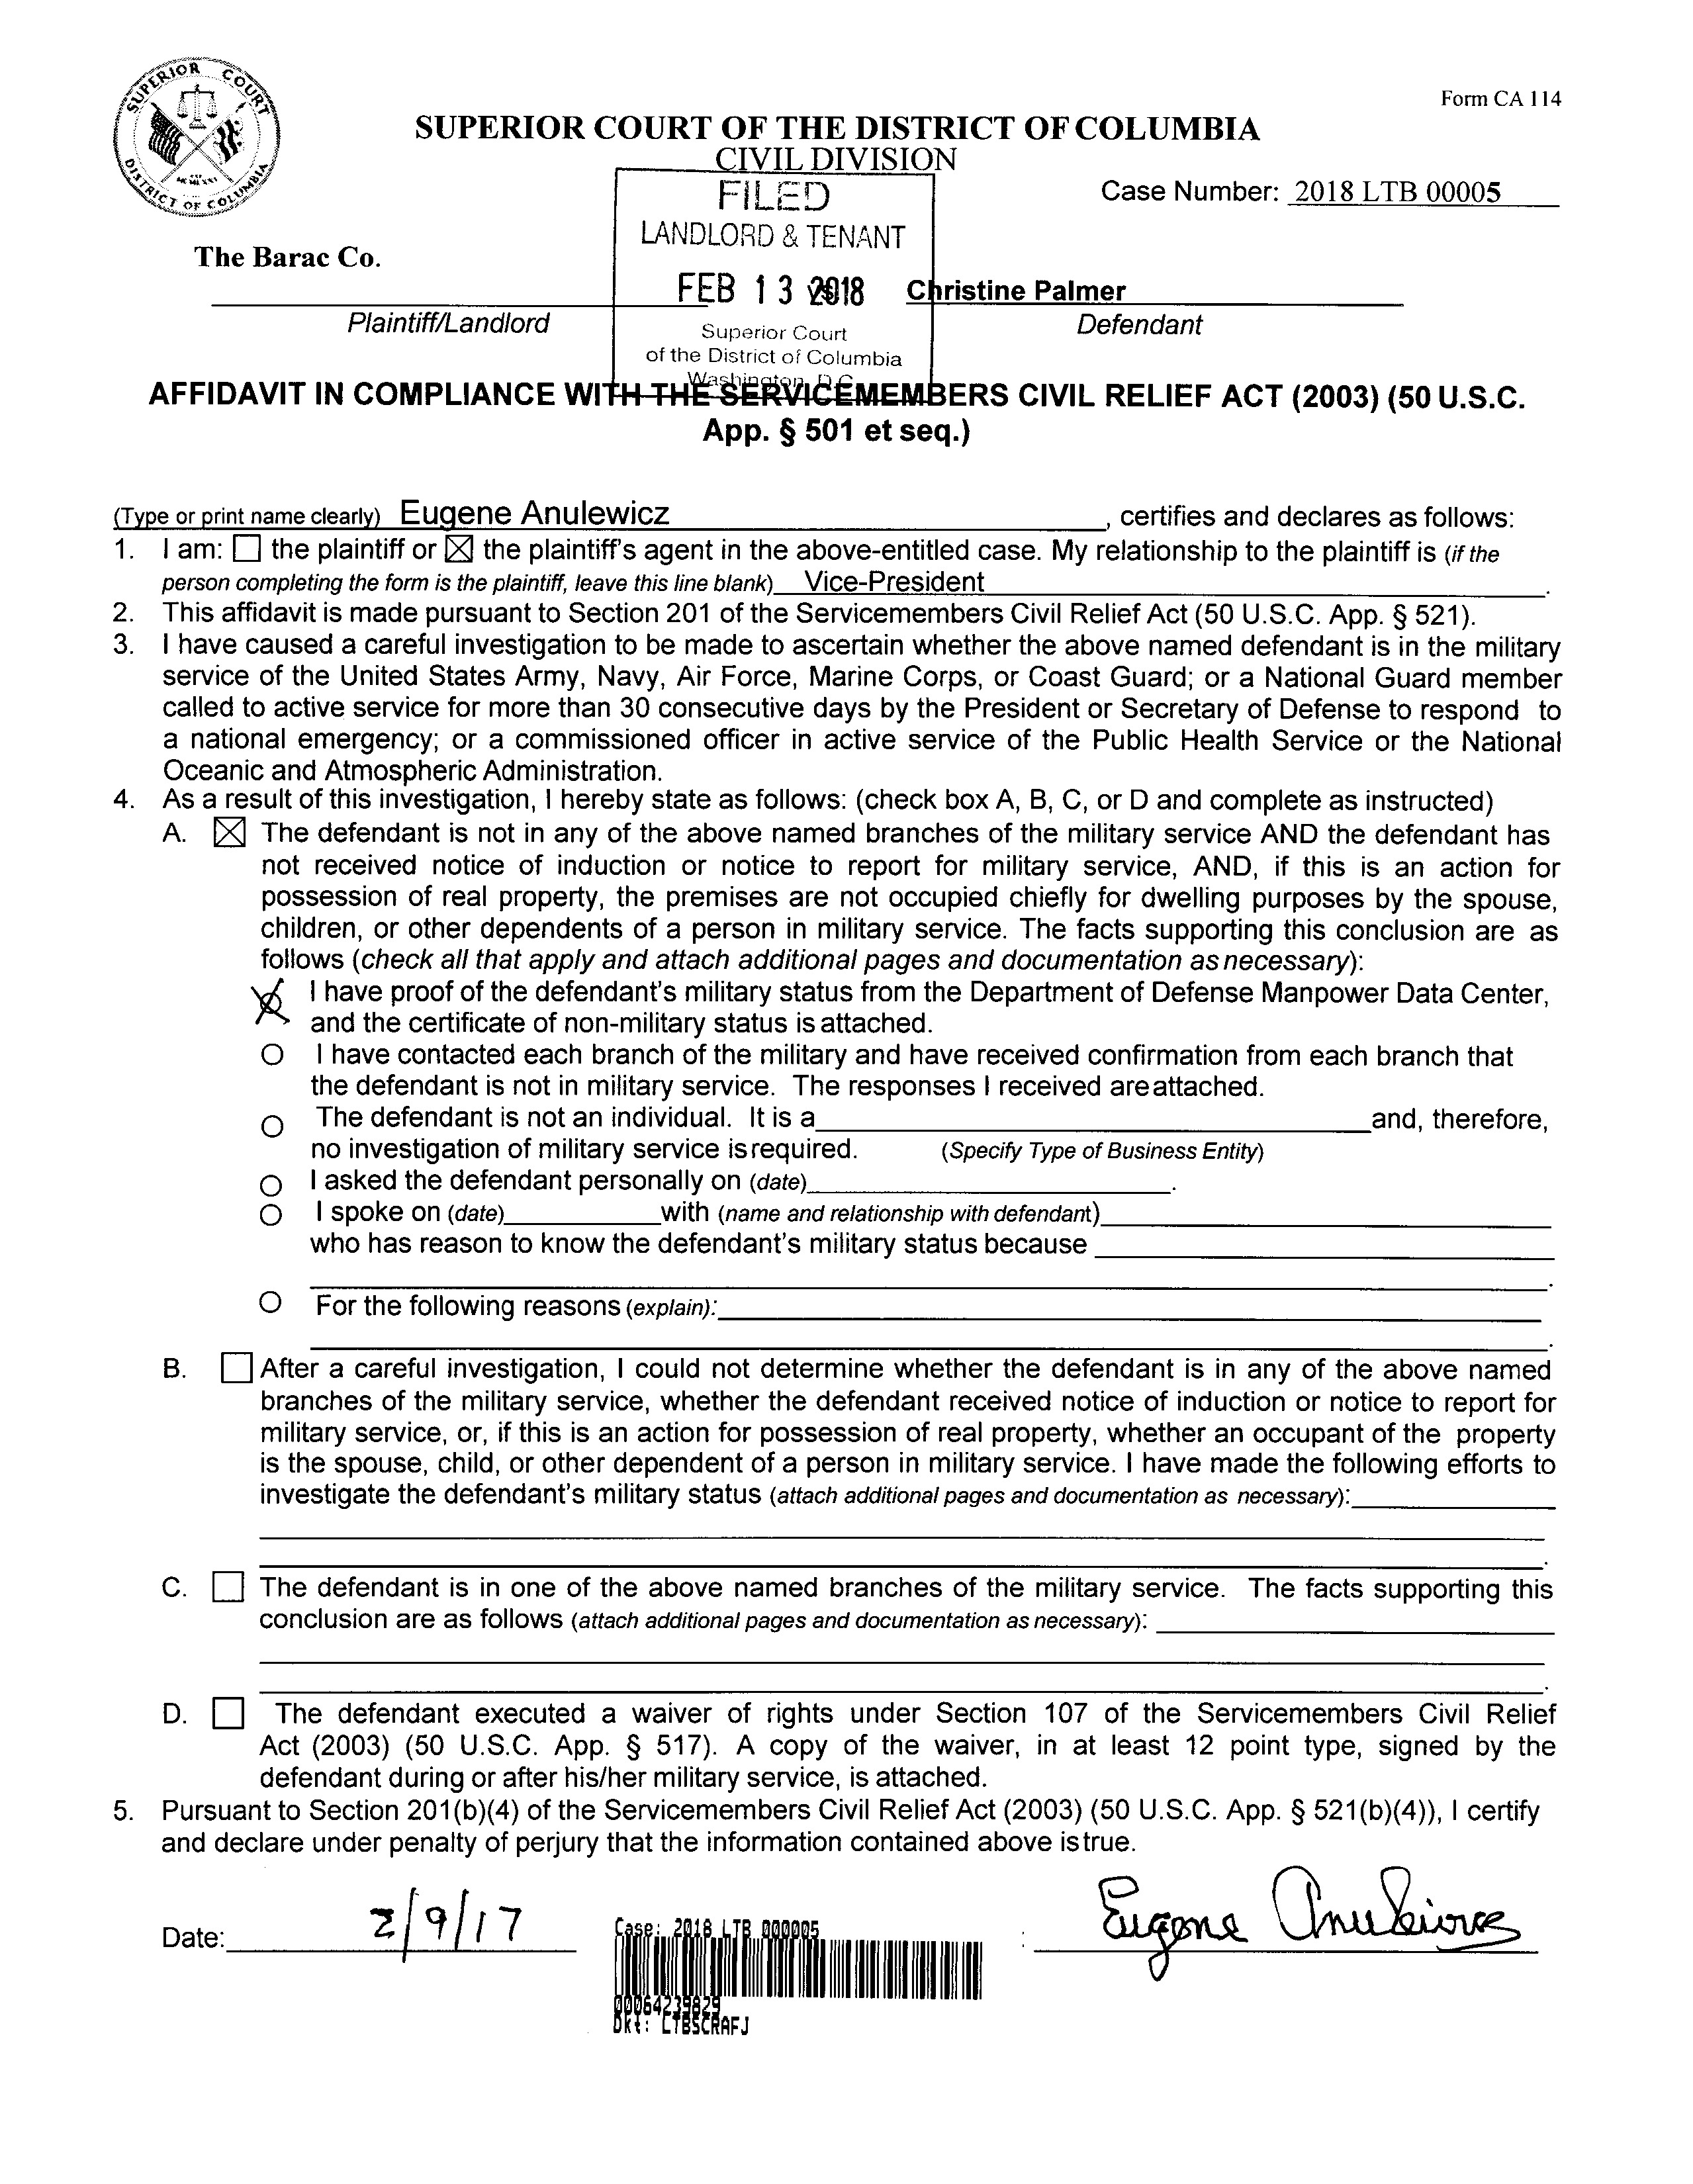 SUPERIOR COURT
DISTRICT OF COLUMBIA
Form CA 114
SUPERIOR COURT OF THE DISTRICT OF COLUMBIA
CIVIL DIVISION
FILED
LANDLORD & TENANT
FEB 13 2018
Superior Court
of the District of Columbia
Washington, D.C.
Case Number: 2018 LTB 00005
The Barac Co.
Plaintiff/Landlord
Christine Palmer
Defendant
AFFIDAVIT IN COMPLIANCE WITH THE SERVICEMEMBERS CIVIL RELIEF ACT (2003) (50 U.S.C.
App. § 501 et seq.)
(Type or print name clearly) Eugene Anulewicz, certifies and declares as follows:
1. I am: ☐ the plaintiff or ☒ the plaintiff's agent in the above-entitled case. My relationship to the plaintiff is (if the
person completing the form is the plaintiff, leave this line blank) Vice-President.
2. This affidavit is made pursuant to Section 201 of the Servicemembers Civil Relief Act (50 U.S.C. App. § 521).
3. I have caused a careful investigation to be made to ascertain whether the above named defendant is in the military
service of the United States Army, Navy, Air Force, Marine Corps, or Coast Guard; or a National Guard member
called to active service for more than 30 consecutive days by the President or Secretary of Defense to respond to
a national emergency; or a commissioned officer in active service of the Public Health Service or the National
Oceanic and Atmospheric Administration.
4. As a result of this investigation, I hereby state as follows: (check box A, B, C, or D and complete as instructed)
A. ☒ The defendant is not in any of the above named branches of the military service AND the defendant has
not received notice of induction or notice to report for military service, AND, if this is an action for
possession of real property, the premises are not occupied chiefly for dwelling purposes by the spouse,
children, or other dependents of a person in military service. The facts supporting this conclusion are as
follows (check all that apply and attach additional pages and documentation as necessary):
I have proof of the defendant's military status from the Department of Defense Manpower Data Center,
and the certificate of non-military status is attached.
I have contacted each branch of the military and have received confirmation from each branch that
the defendant is not in military service. The responses I received are attached.
The defendant is not an individual. It is a and, therefore,
no investigation of military service is required. (Specify Type of Business Entity)
I asked the defendant personally on (date).
I spoke on (date) with (name and relationship with defendant)
who has reason to know the defendant's military status because
.
For the following reasons (explain):
.
B. ☐ After a careful investigation, I could not determine whether the defendant is in any of the above named
branches of the military service, whether the defendant received notice of induction or notice to report for
military service, or, if this is an action for possession of real property, whether an occupant of the property
is the spouse, child, or other dependent of a person in military service. I have made the following efforts to
investigate the defendant's military status (attach additional pages and documentation as necessary):
.
C. ☐ The defendant is in one of the above named branches of the military service. The facts supporting this
conclusion are as follows (attach additional pages and documentation as necessary):
.
D. ☐ The defendant executed a waiver of rights under Section 107 of the Servicemembers Civil Relief
Act (2003) (50 U.S.C. App. § 517). A copy of the waiver, in at least 12 point type, signed by the
defendant during or after his/her military service, is attached.
5. Pursuant to Section 201(b)(4) of the Servicemembers Civil Relief Act (2003) (50 U.S.C. App. § 521(b)(4)), I certify
and declare under penalty of perjury that the information contained above is true.
Date: 2/9/17
Case: 2018 LTB 000005
00064239829
Dkt: LTBSCRAFJ
: Eugene Anulewicz